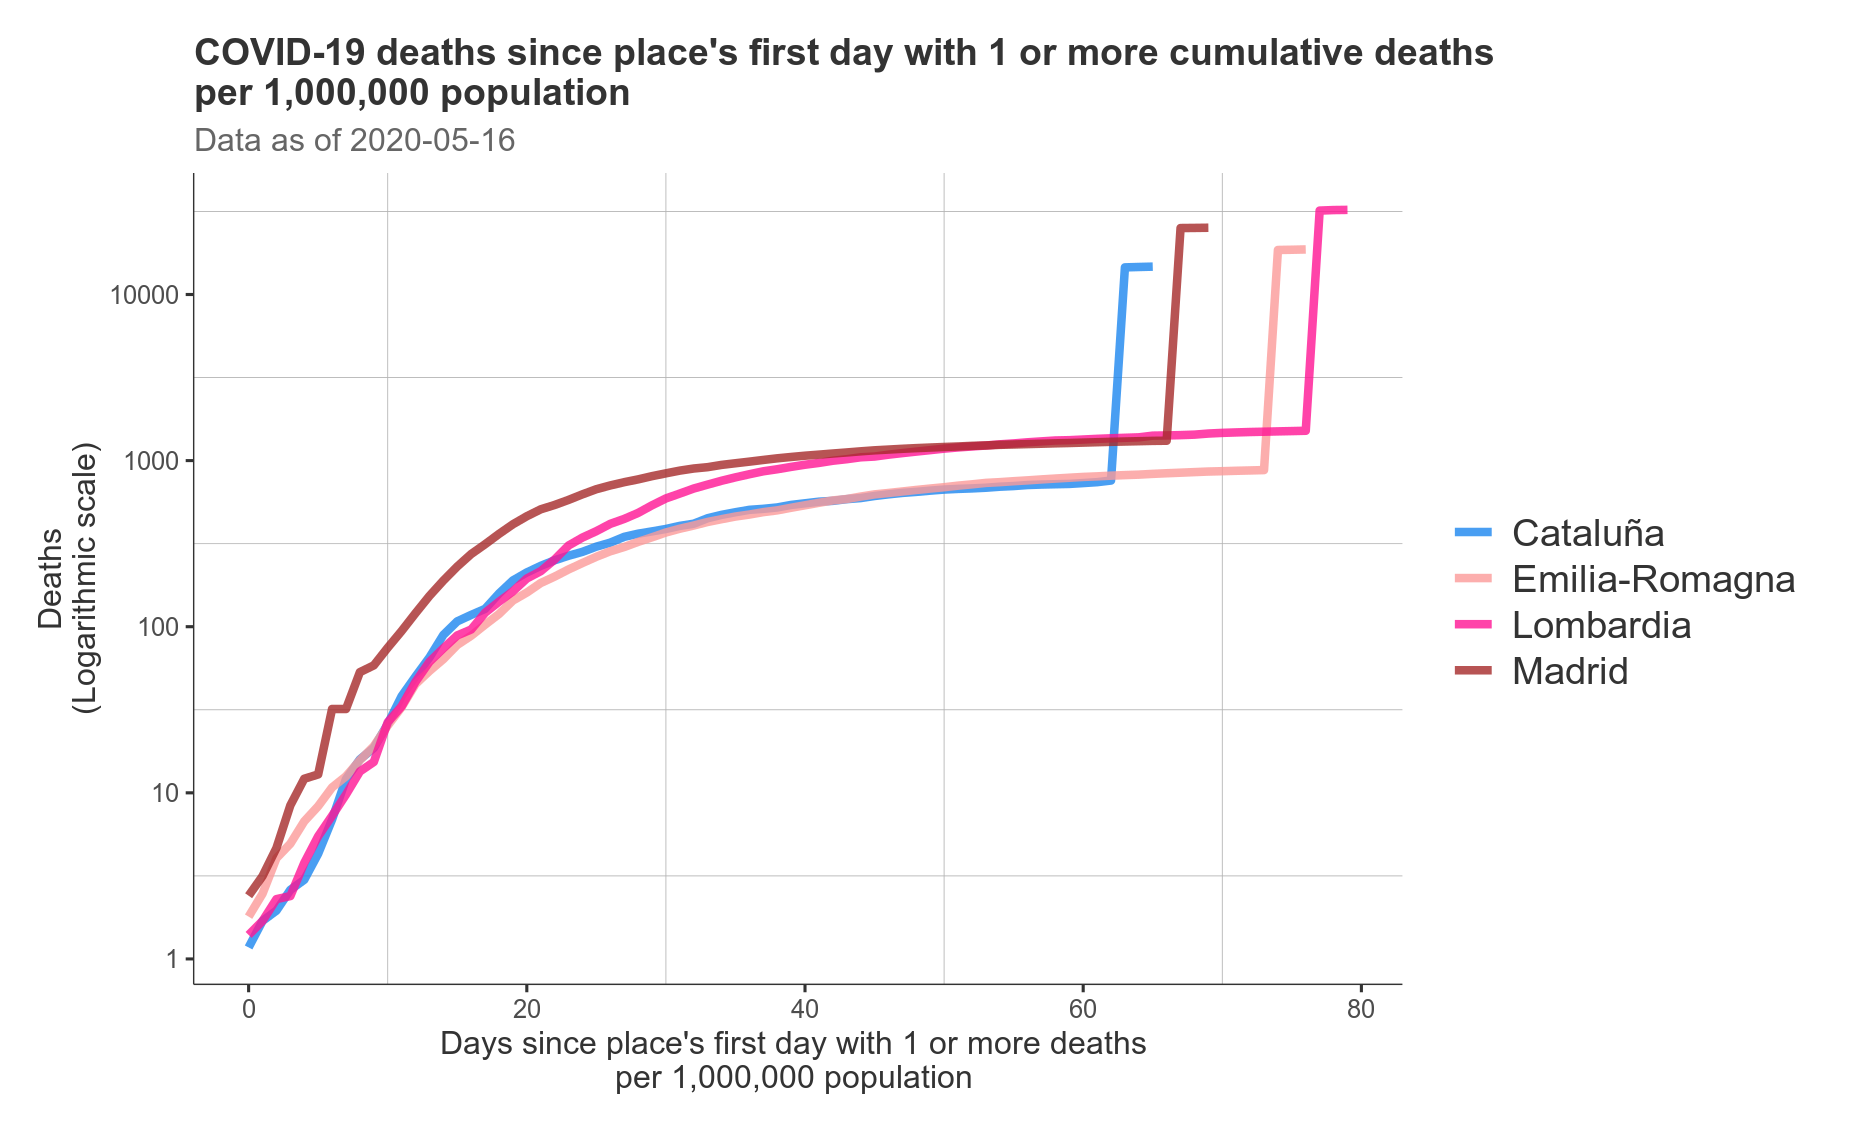 COVID-19 deaths since place's first day with 1 or more cumulative deaths
per 1,000,000 population
Data as of 2020-05-16
Deaths
(Logarithmic scale)
10000
1000
100
10
1
0
20
40
60
80
Days since place's first day with 1 or more deaths
per 1,000,000 population
Cataluña
Emilia-Romagna
Lombardia
Madrid